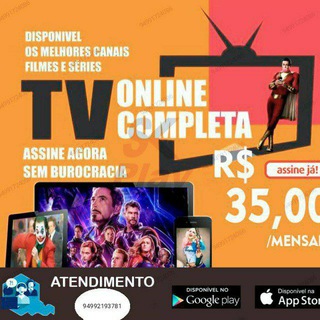 DISPONIVEL
OS MELHORES CANAIS
FILMES E SÉRIES
TV ONLINE
COMPLETA
ASSINE AGORA
SEM BUROCRACIA
R$
assine já!
35,00
/MENSAL
ATENDIMENTO
94992193781
DISPONÍVEL NO
Google play
Disponível na
App Store